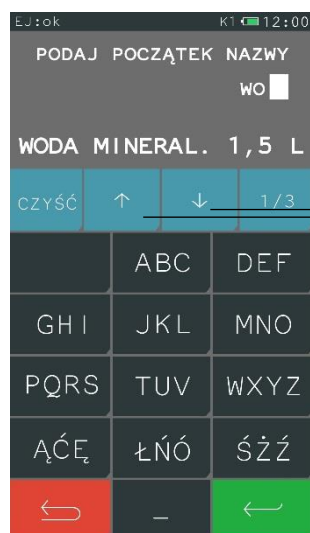 EJ:ok K1 12:00
PODAJ POCZĄTEK NAZWY
WO
WODA MINERAL. 1,5 L
CZYŚĆ ↑ ↓ 1/3
ABC DEF
GHI JKL MNO
PQRS TUV WXYZ
ĄĆĘ ŁŃÓ ŚŻŹ
_